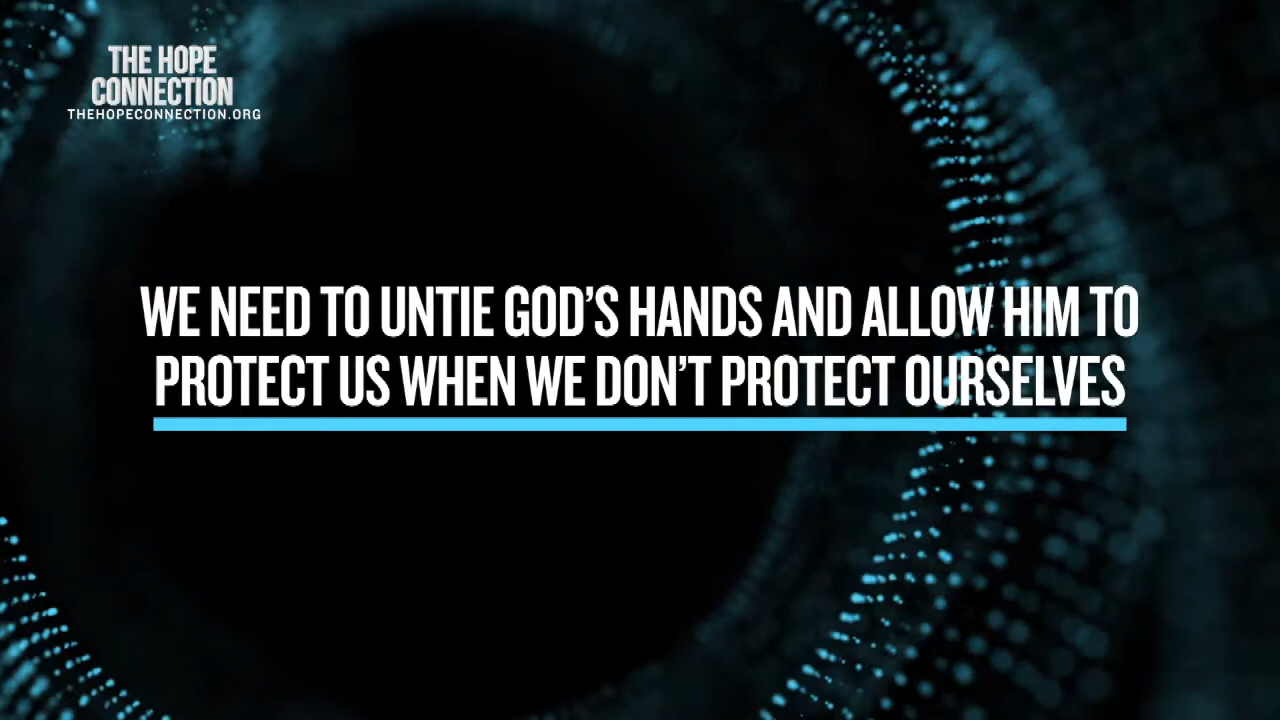 THE HOPE
CONNECTION
THEHOPECONNECTION.ORG
WE NEED TO UNTIE GOD'S HANDS AND ALLOW HIM TO
PROTECT US WHEN WE DON'T PROTECT OURSELVES